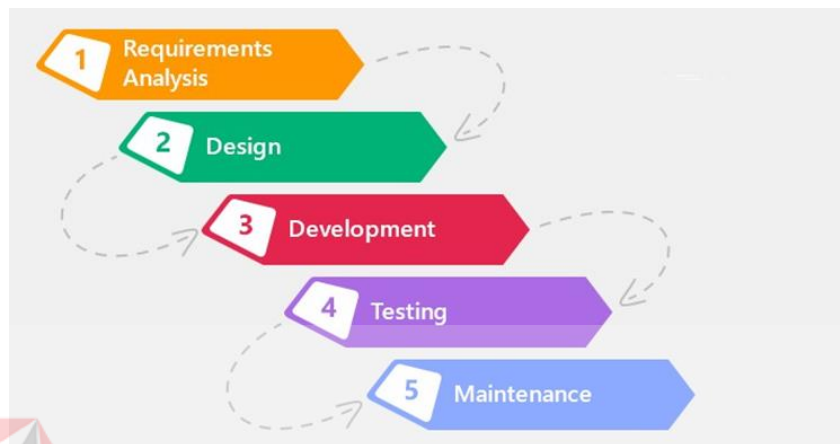 1
Requirements
Analysis
2
Design
3
Development
4
Testing
5
Maintenance